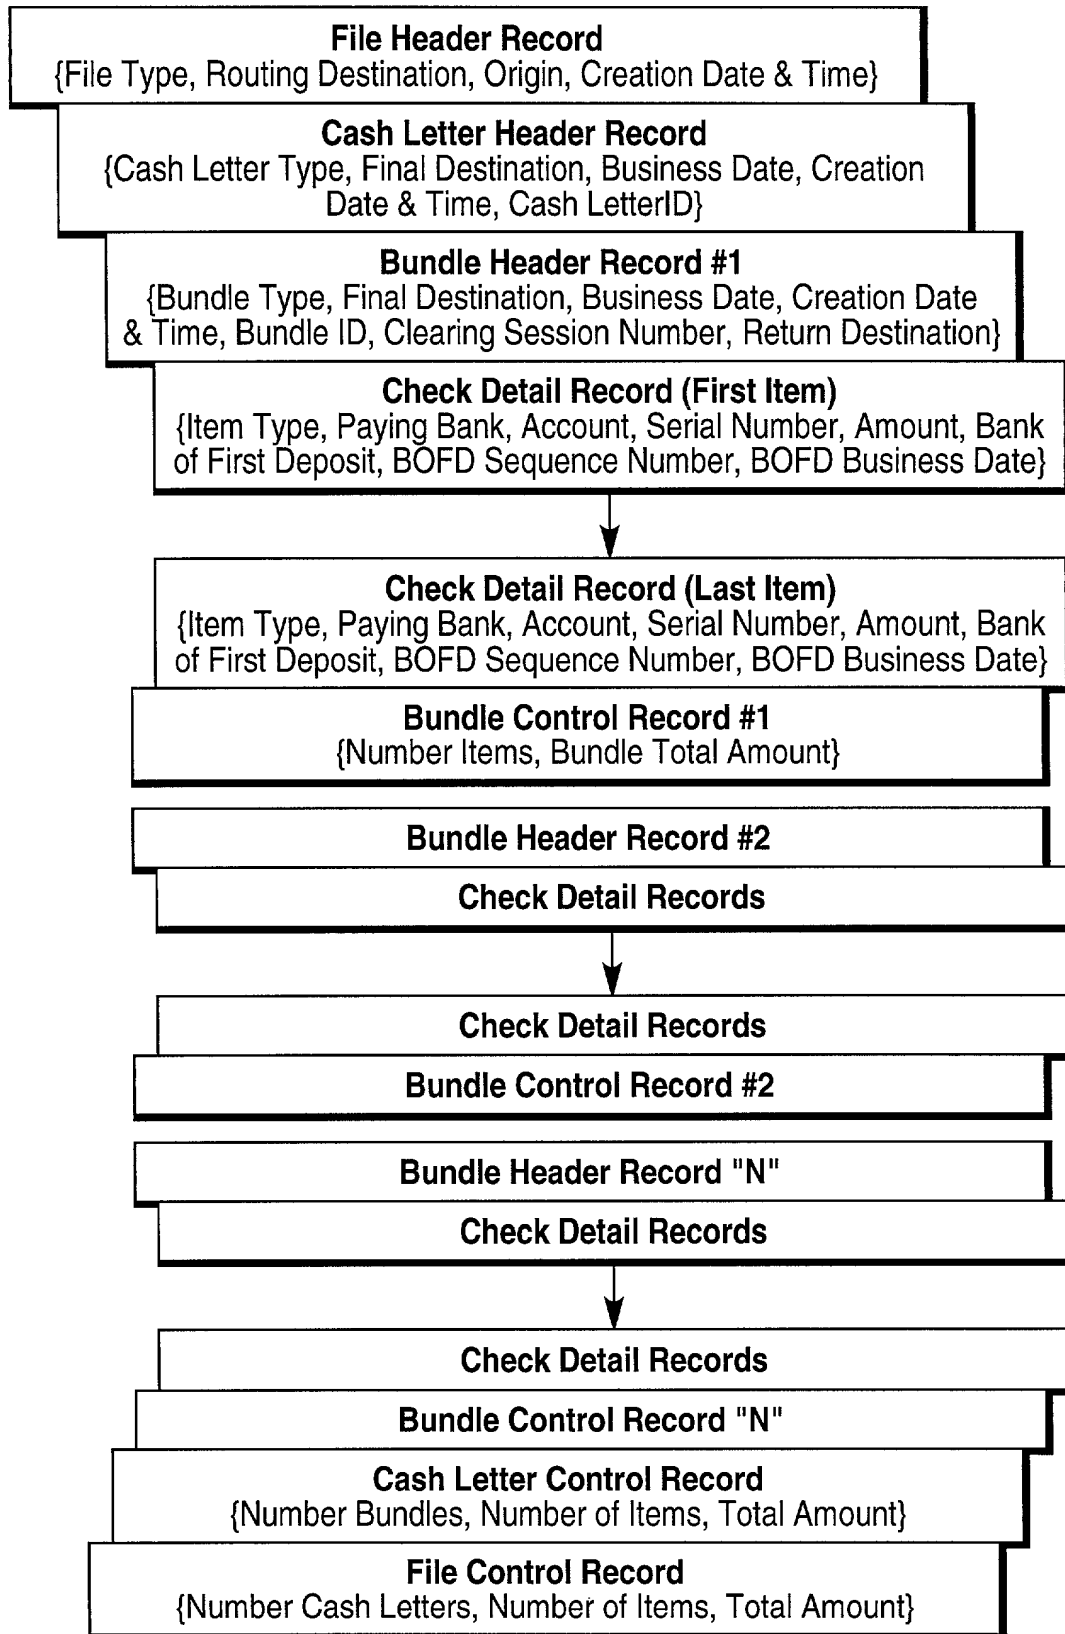 File Header Record
{File Type, Routing Destination, Origin, Creation Date & Time}
Cash Letter Header Record
{Cash Letter Type, Final Destination, Business Date, Creation
Date & Time, Cash LetterID}
Bundle Header Record #1
{Bundle Type, Final Destination, Business Date, Creation Date
& Time, Bundle ID, Clearing Session Number, Return Destination}
Check Detail Record (First Item)
{Item Type, Paying Bank, Account, Serial Number, Amount, Bank
of First Deposit, BOFD Sequence Number, BOFD Business Date}
Check Detail Record (Last Item)
{Item Type, Paying Bank, Account, Serial Number, Amount, Bank
of First Deposit, BOFD Sequence Number, BOFD Business Date}
Bundle Control Record #1
{Number Items, Bundle Total Amount}
Bundle Header Record #2
Check Detail Records
Check Detail Records
Bundle Control Record #2
Bundle Header Record "N"
Check Detail Records
Check Detail Records
Bundle Control Record "N"
Cash Letter Control Record
{Number Bundles, Number of Items, Total Amount}
File Control Record
{Number Cash Letters, Number of Items, Total Amount}